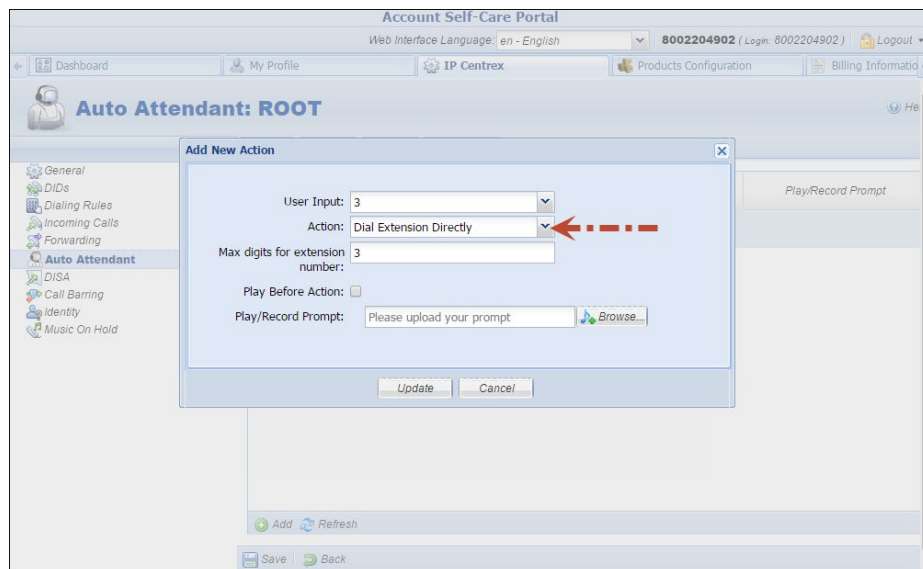 Account Self-Care Portal
Web Interface Language: en - English 8002204902 ( Login: 8002204902 ) Logout
Dashboard My Profile IP Centrex Products Configuration Billing Informatio
Auto Attendant: ROOT He
Add New Action
General
DIDs
Dialing Rules
Incoming Calls
Forwarding
Auto Attendant
DISA
Call Barring
Identity
Music On Hold
User Input: 3
Action: Dial Extension Directly
Max digits for extension number: 3
Play Before Action:
Play/Record Prompt: Please upload your prompt Browse...
Play/Record Prompt
Update Cancel
Add Refresh
Save Back